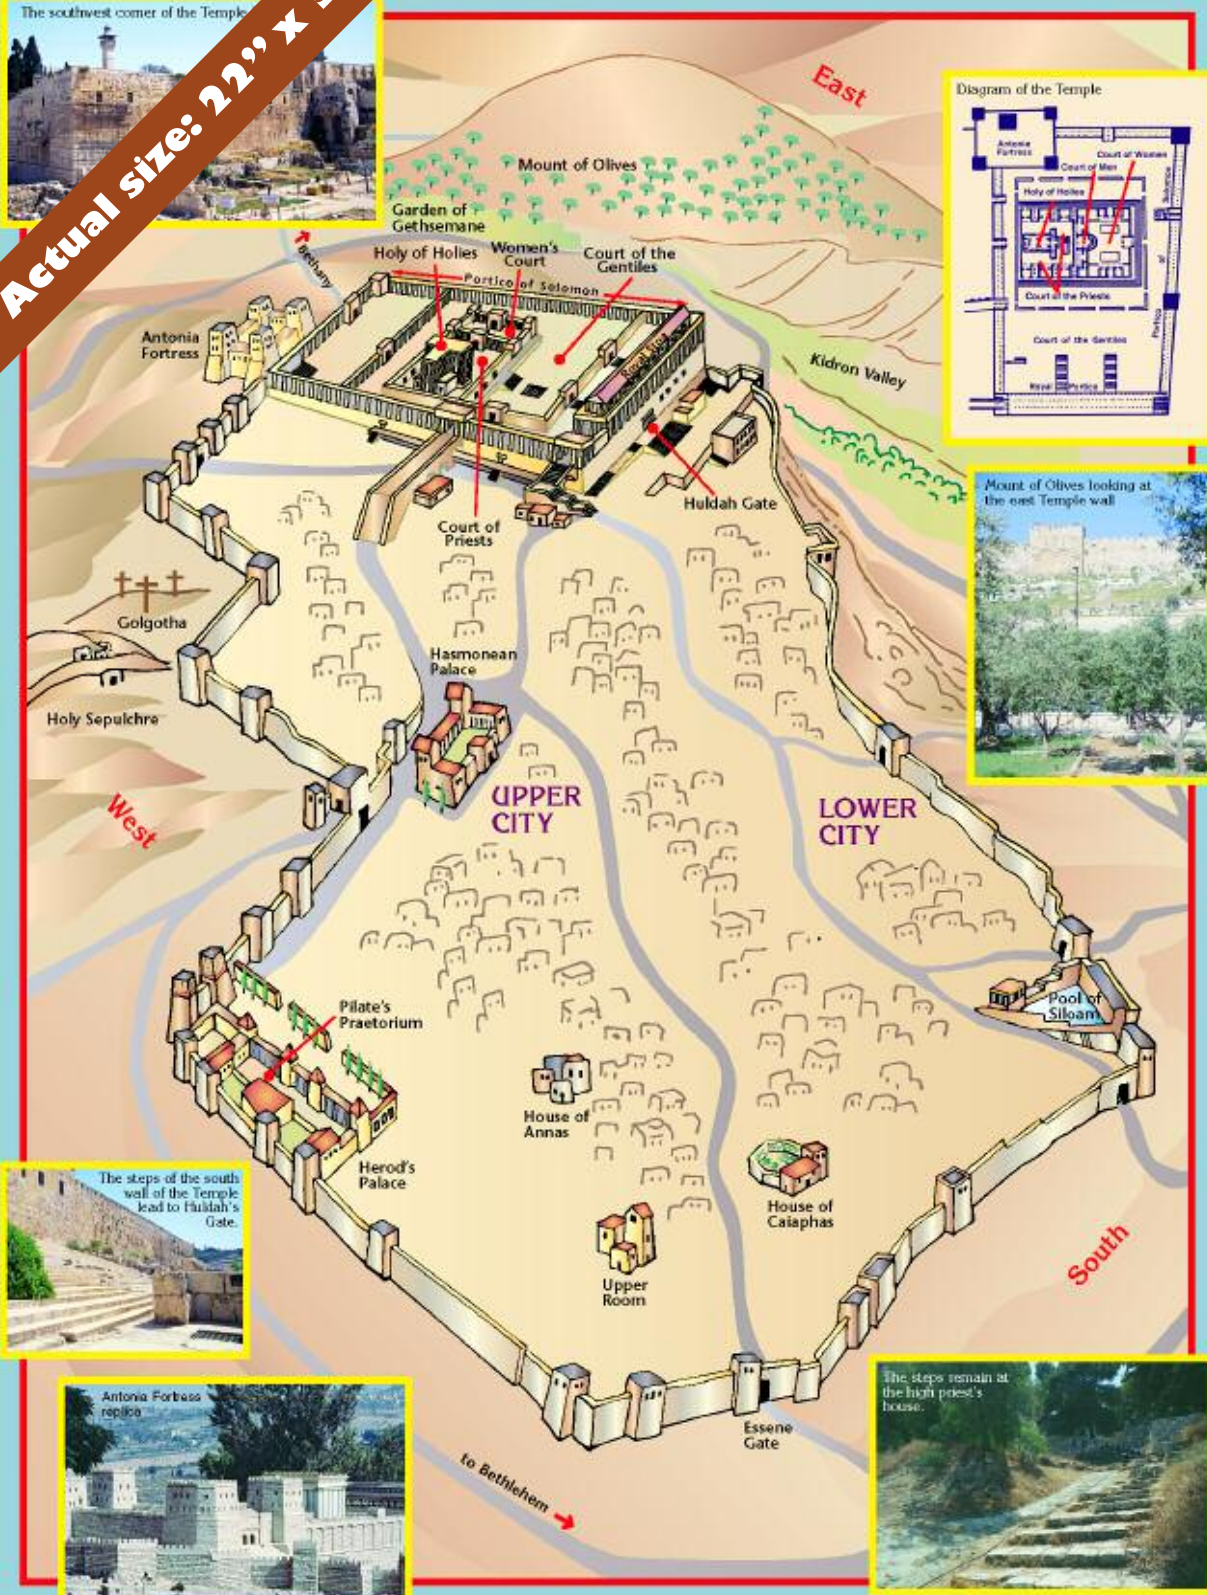 The southwest corner of the Temple
Actual size: 22” x
East
Diagram of the Temple
Antonia
Fortress
Court of Women
Court of Men
Holy of Holies
Court of the Priests
Court of the Gentiles
Royal Portico
Portico of Solomon
Mount of Olives
Garden of
Gethsemane
Bethany
Holy of Holies
Women's
Court
Court of the
Gentiles
Portico of Solomon
Antonia
Fortress
Kidron Valley
Huldah Gate
Court of
Priests
Mount of Olives looking at
the east Temple wall
Golgotha
Hasmonean
Palace
Holy Sepulchre
West
UPPER
CITY
LOWER
CITY
Pool of
Siloam
Pilate's
Praetorium
House of
Annas
Herod's
Palace
House of
Caiaphas
Upper
Room
South
The steps of the south
wall of the Temple
lead to Huldah's
Gate.
Antonia Fortress
replica
Essene
Gate
to Bethlehem
The steps remain at
the high priest's
house.